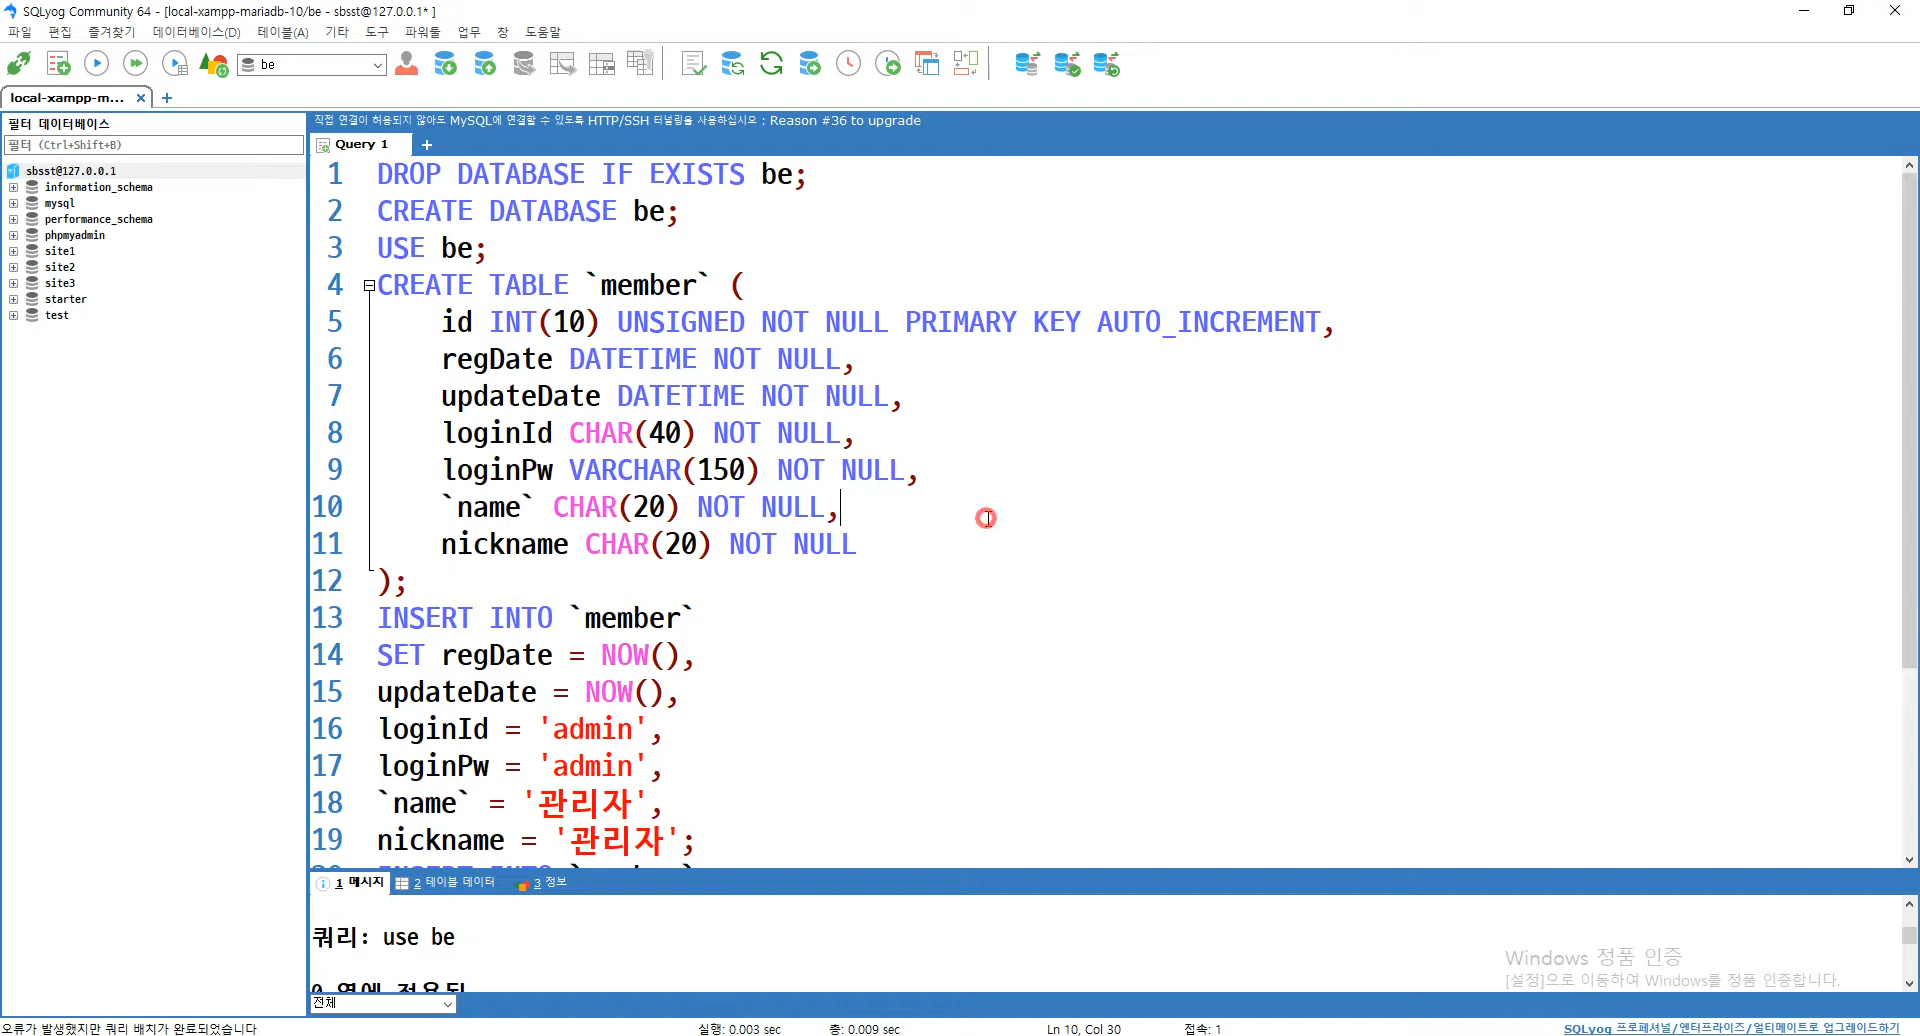 SQLyog Community 64 - [local-xampp-mariadb-10/be - sbsst@127.0.0.1* ]
파일 편집 즐겨찾기 데이터베이스(D) 테이블(A) 기타 도구 파워툴 업무 창 도움말
be
local-xampp-m...
필터 데이터베이스
필터 (Ctrl+Shift+B)
sbsst@127.0.0.1
information_schema
mysql
performance_schema
phpmyadmin
site1
site2
site3
starter
test
직접 연결이 허용되지 않아도 MySQL에 연결할 수 있도록 HTTP/SSH 터널링을 사용하십시오 : Reason #36 to upgrade
Query 1
1 DROP DATABASE IF EXISTS be;
2 CREATE DATABASE be;
3 USE be;
4 CREATE TABLE `member` (
5 id INT(10) UNSIGNED NOT NULL PRIMARY KEY AUTO_INCREMENT,
6 regDate DATETIME NOT NULL,
7 updateDate DATETIME NOT NULL,
8 loginId CHAR(40) NOT NULL,
9 loginPw VARCHAR(150) NOT NULL,
10 `name` CHAR(20) NOT NULL,
11 nickname CHAR(20) NOT NULL
12 );
13 INSERT INTO `member`
14 SET regDate = NOW(),
15 updateDate = NOW(),
16 loginId = 'admin',
17 loginPw = 'admin',
18 `name` = '관리자',
19 nickname = '관리자';
1 메시지 2 테이블 데이터 3 정보
쿼리: use be
전체
Windows 정품 인증
[설정]으로 이동하여 Windows를 정품 인증합니다.
오류가 발생했지만 쿼리 배치가 완료되었습니다 실행: 0.003 sec 총: 0.009 sec Ln 10, Col 30 접속: 1 SQLyog 프로페셔널/엔터프라이즈/얼티메이트로 업그레이드하기